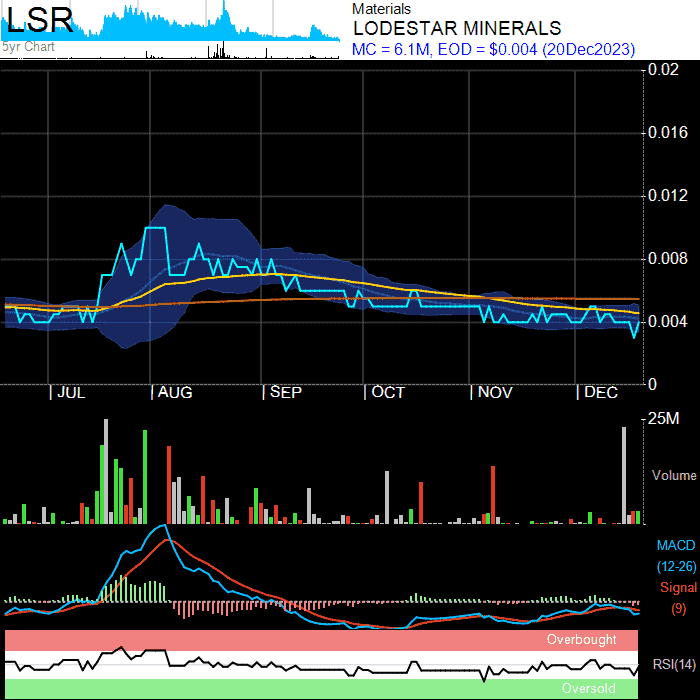 LSR
5yr Chart
Materials
LODESTAR MINERALS
MC = 6.1M, EOD = $0.004 (20Dec2023)
0.02
0.016
0.012
0.008
0.004
0
| JUL | AUG | SEP | OCT | NOV | DEC
25M
Volume
MACD
(12-26)
Signal
(9)
Overbought
RSI(14)
Oversold